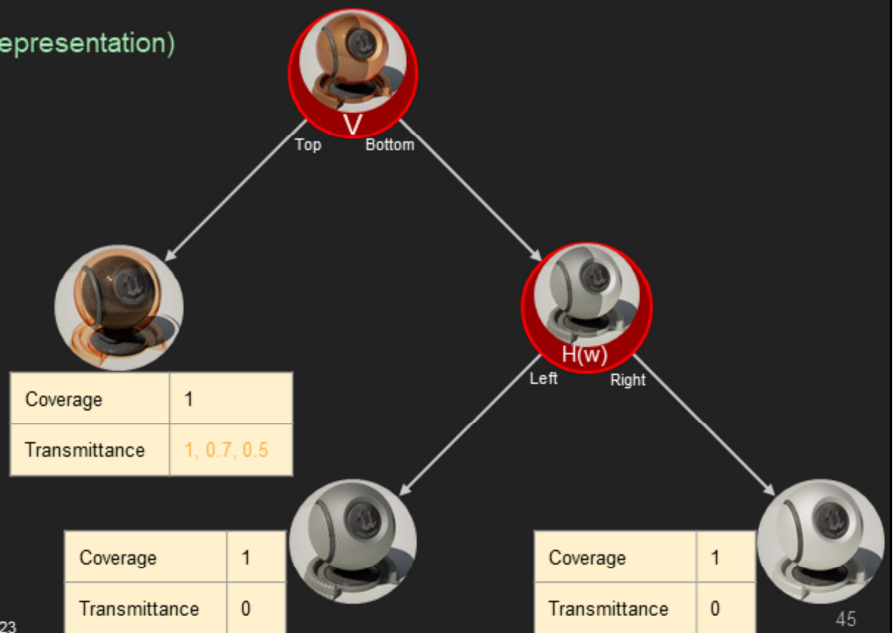 epresentation)
V
Top Bottom
H(w)
Left Right
Coverage 1
Transmittance 1, 0.7, 0.5
Coverage 1
Transmittance 0
Coverage 1
Transmittance 0
23
45